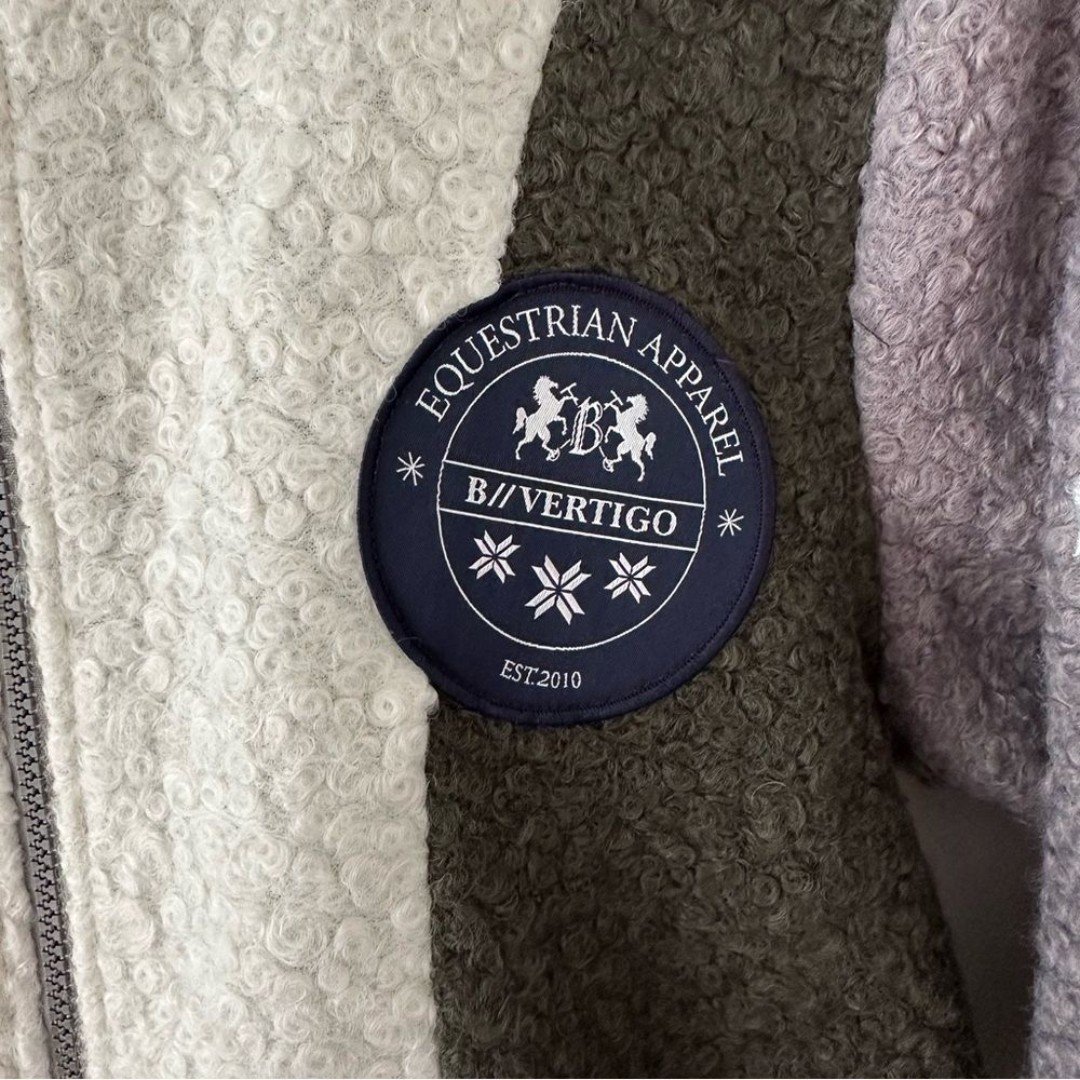 EQUESTRIAN APPAREL
B
B//VERTIGO
EST.2010